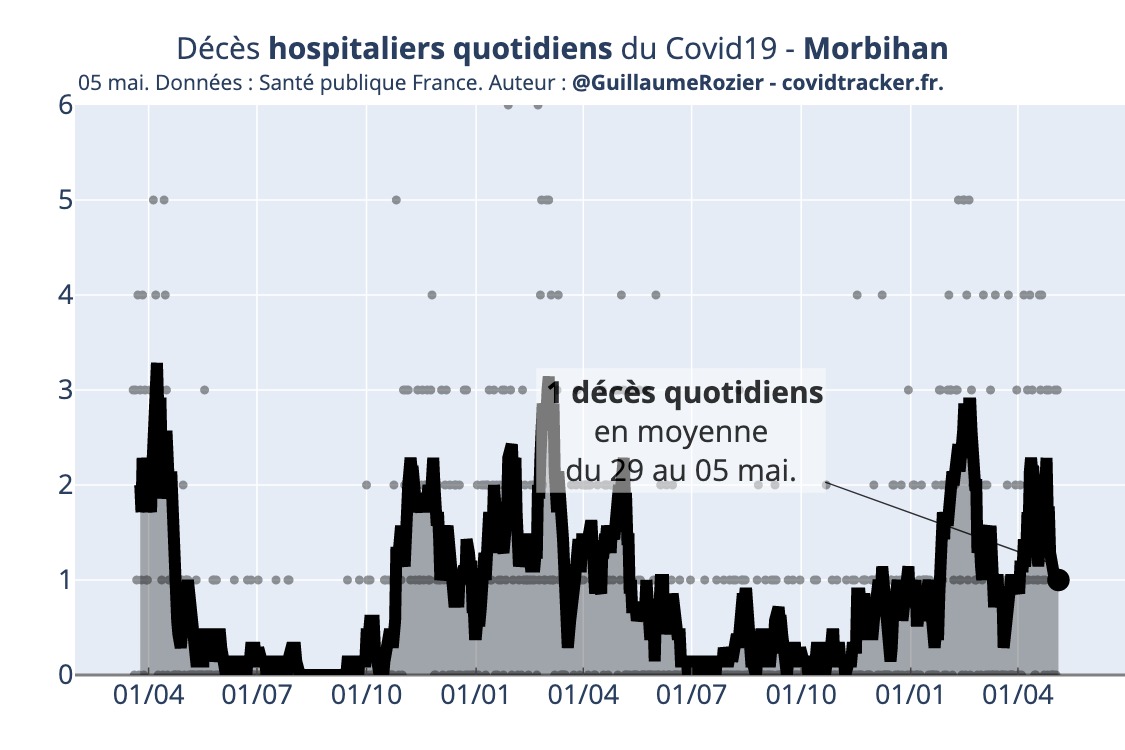 Décès hospitaliers quotidiens du Covid19 - Morbihan
05 mai. Données : Santé publique France. Auteur : @GuillaumeRozier - covidtracker.fr.
6
5
4
3
2
1
0
1 décès quotidiens
en moyenne
du 29 au 05 mai.
01/04 01/07 01/10 01/01 01/04 01/07 01/10 01/01 01/04